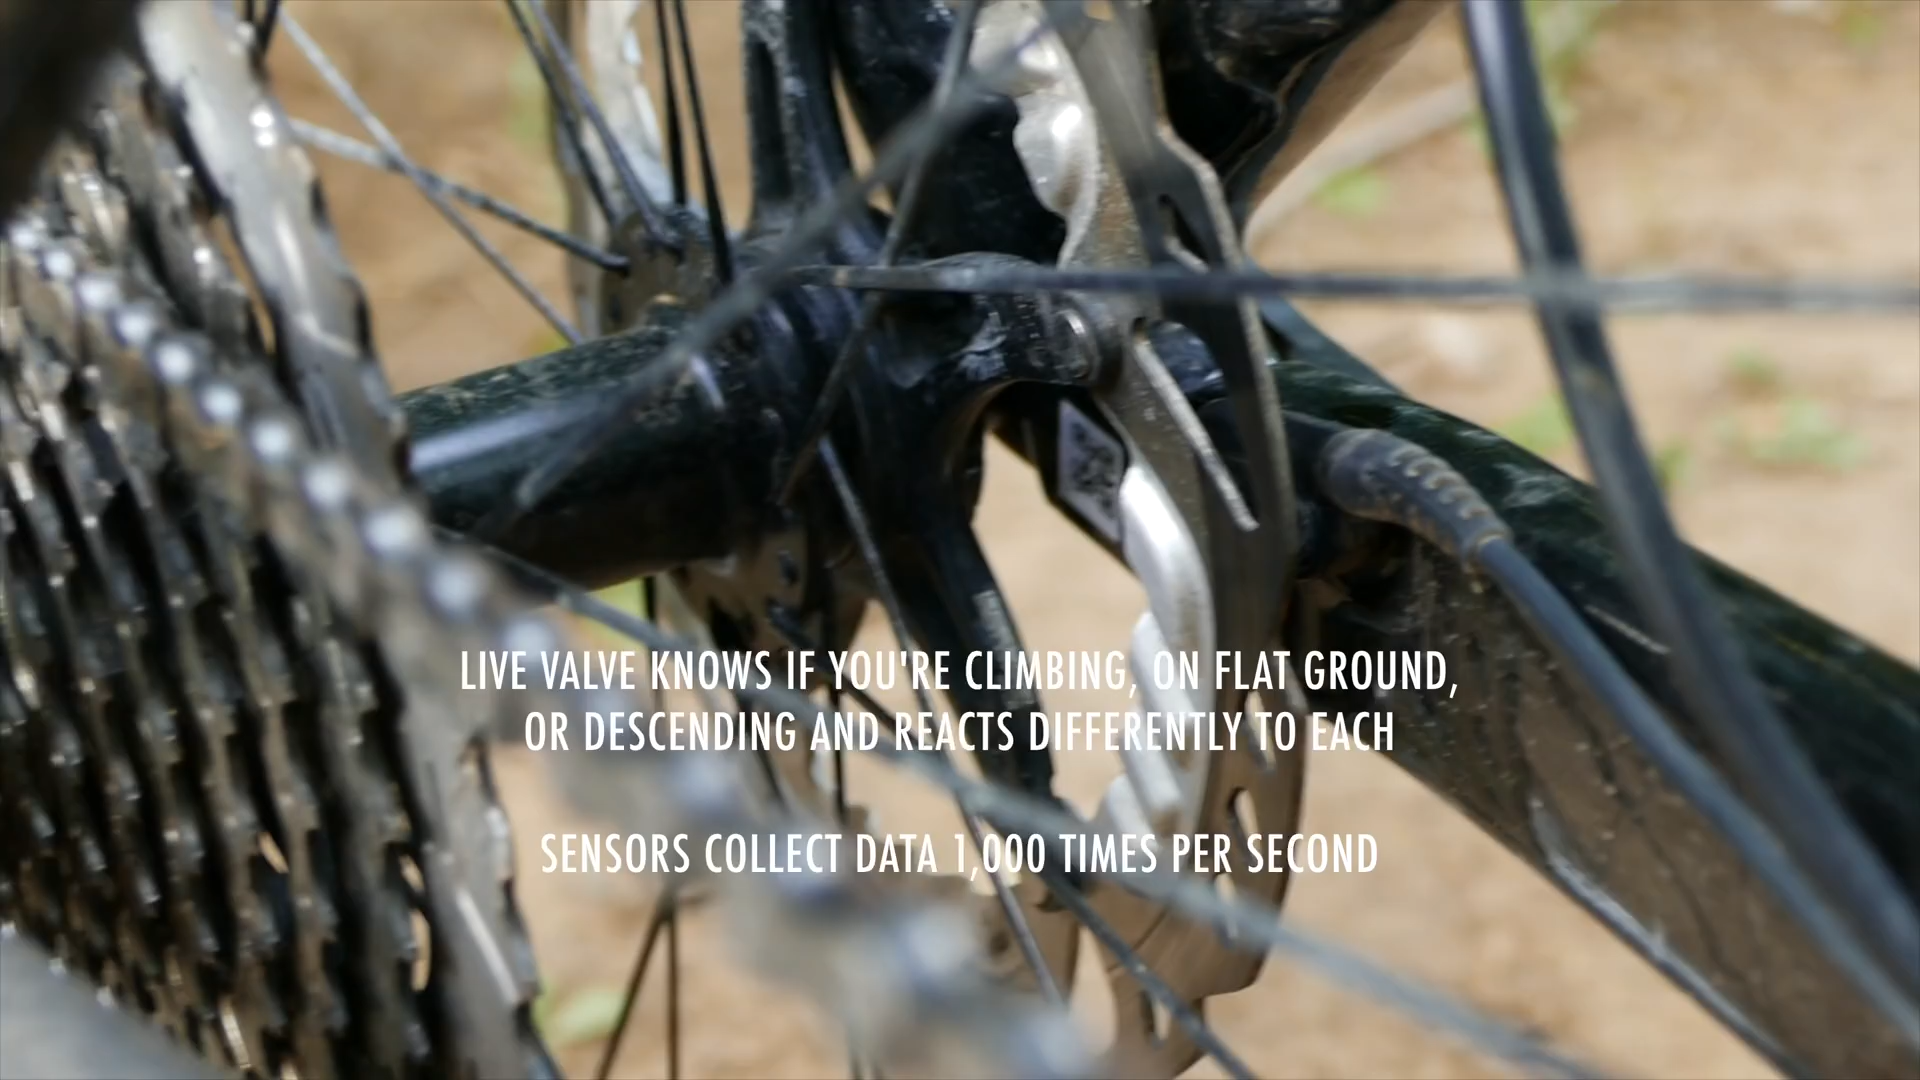 LIVE VALVE KNOWS IF YOU'RE CLIMBING, ON FLAT GROUND,
OR DESCENDING AND REACTS DIFFERENTLY TO EACH
SENSORS COLLECT DATA 1,000 TIMES PER SECOND